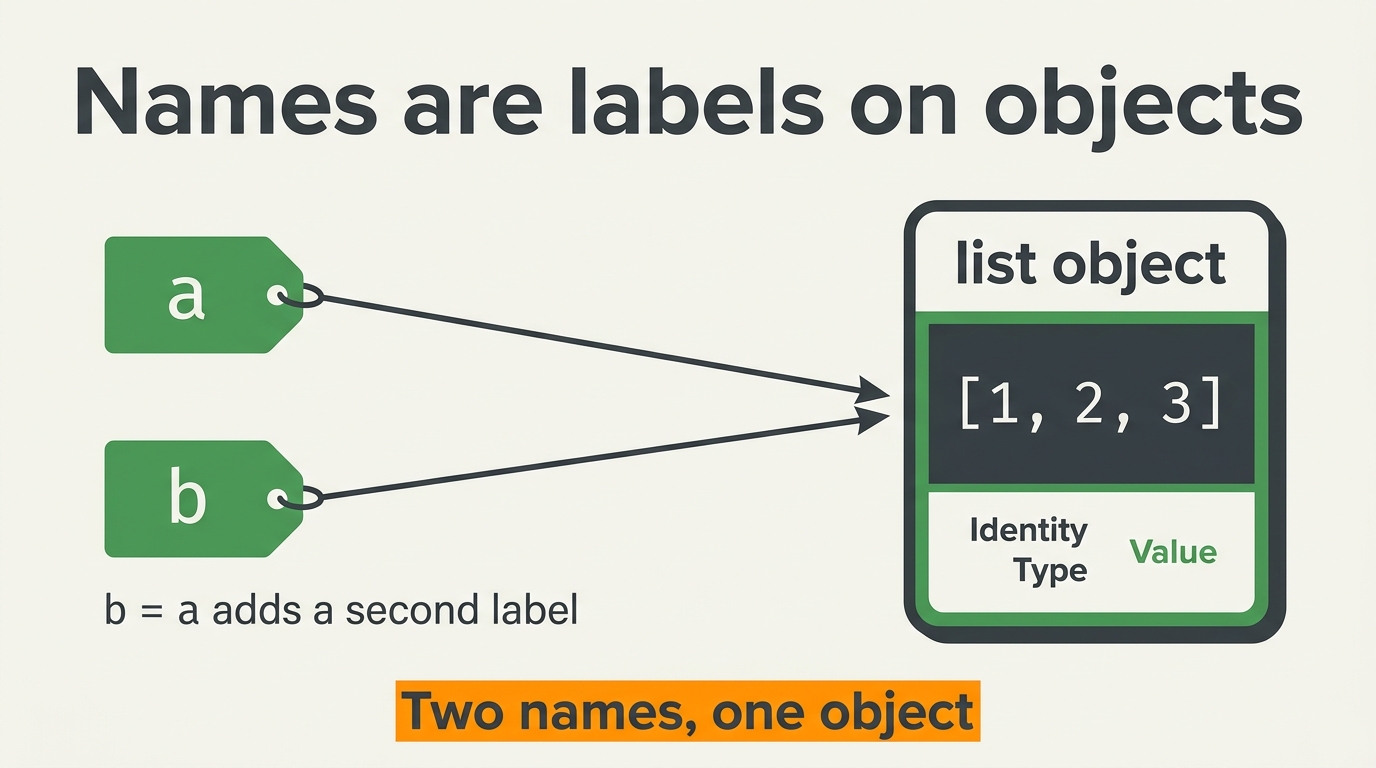 Names are labels on objects
a
b
b = a adds a second label
list object
[1, 2, 3]
Identity
Type
Value
Two names, one object